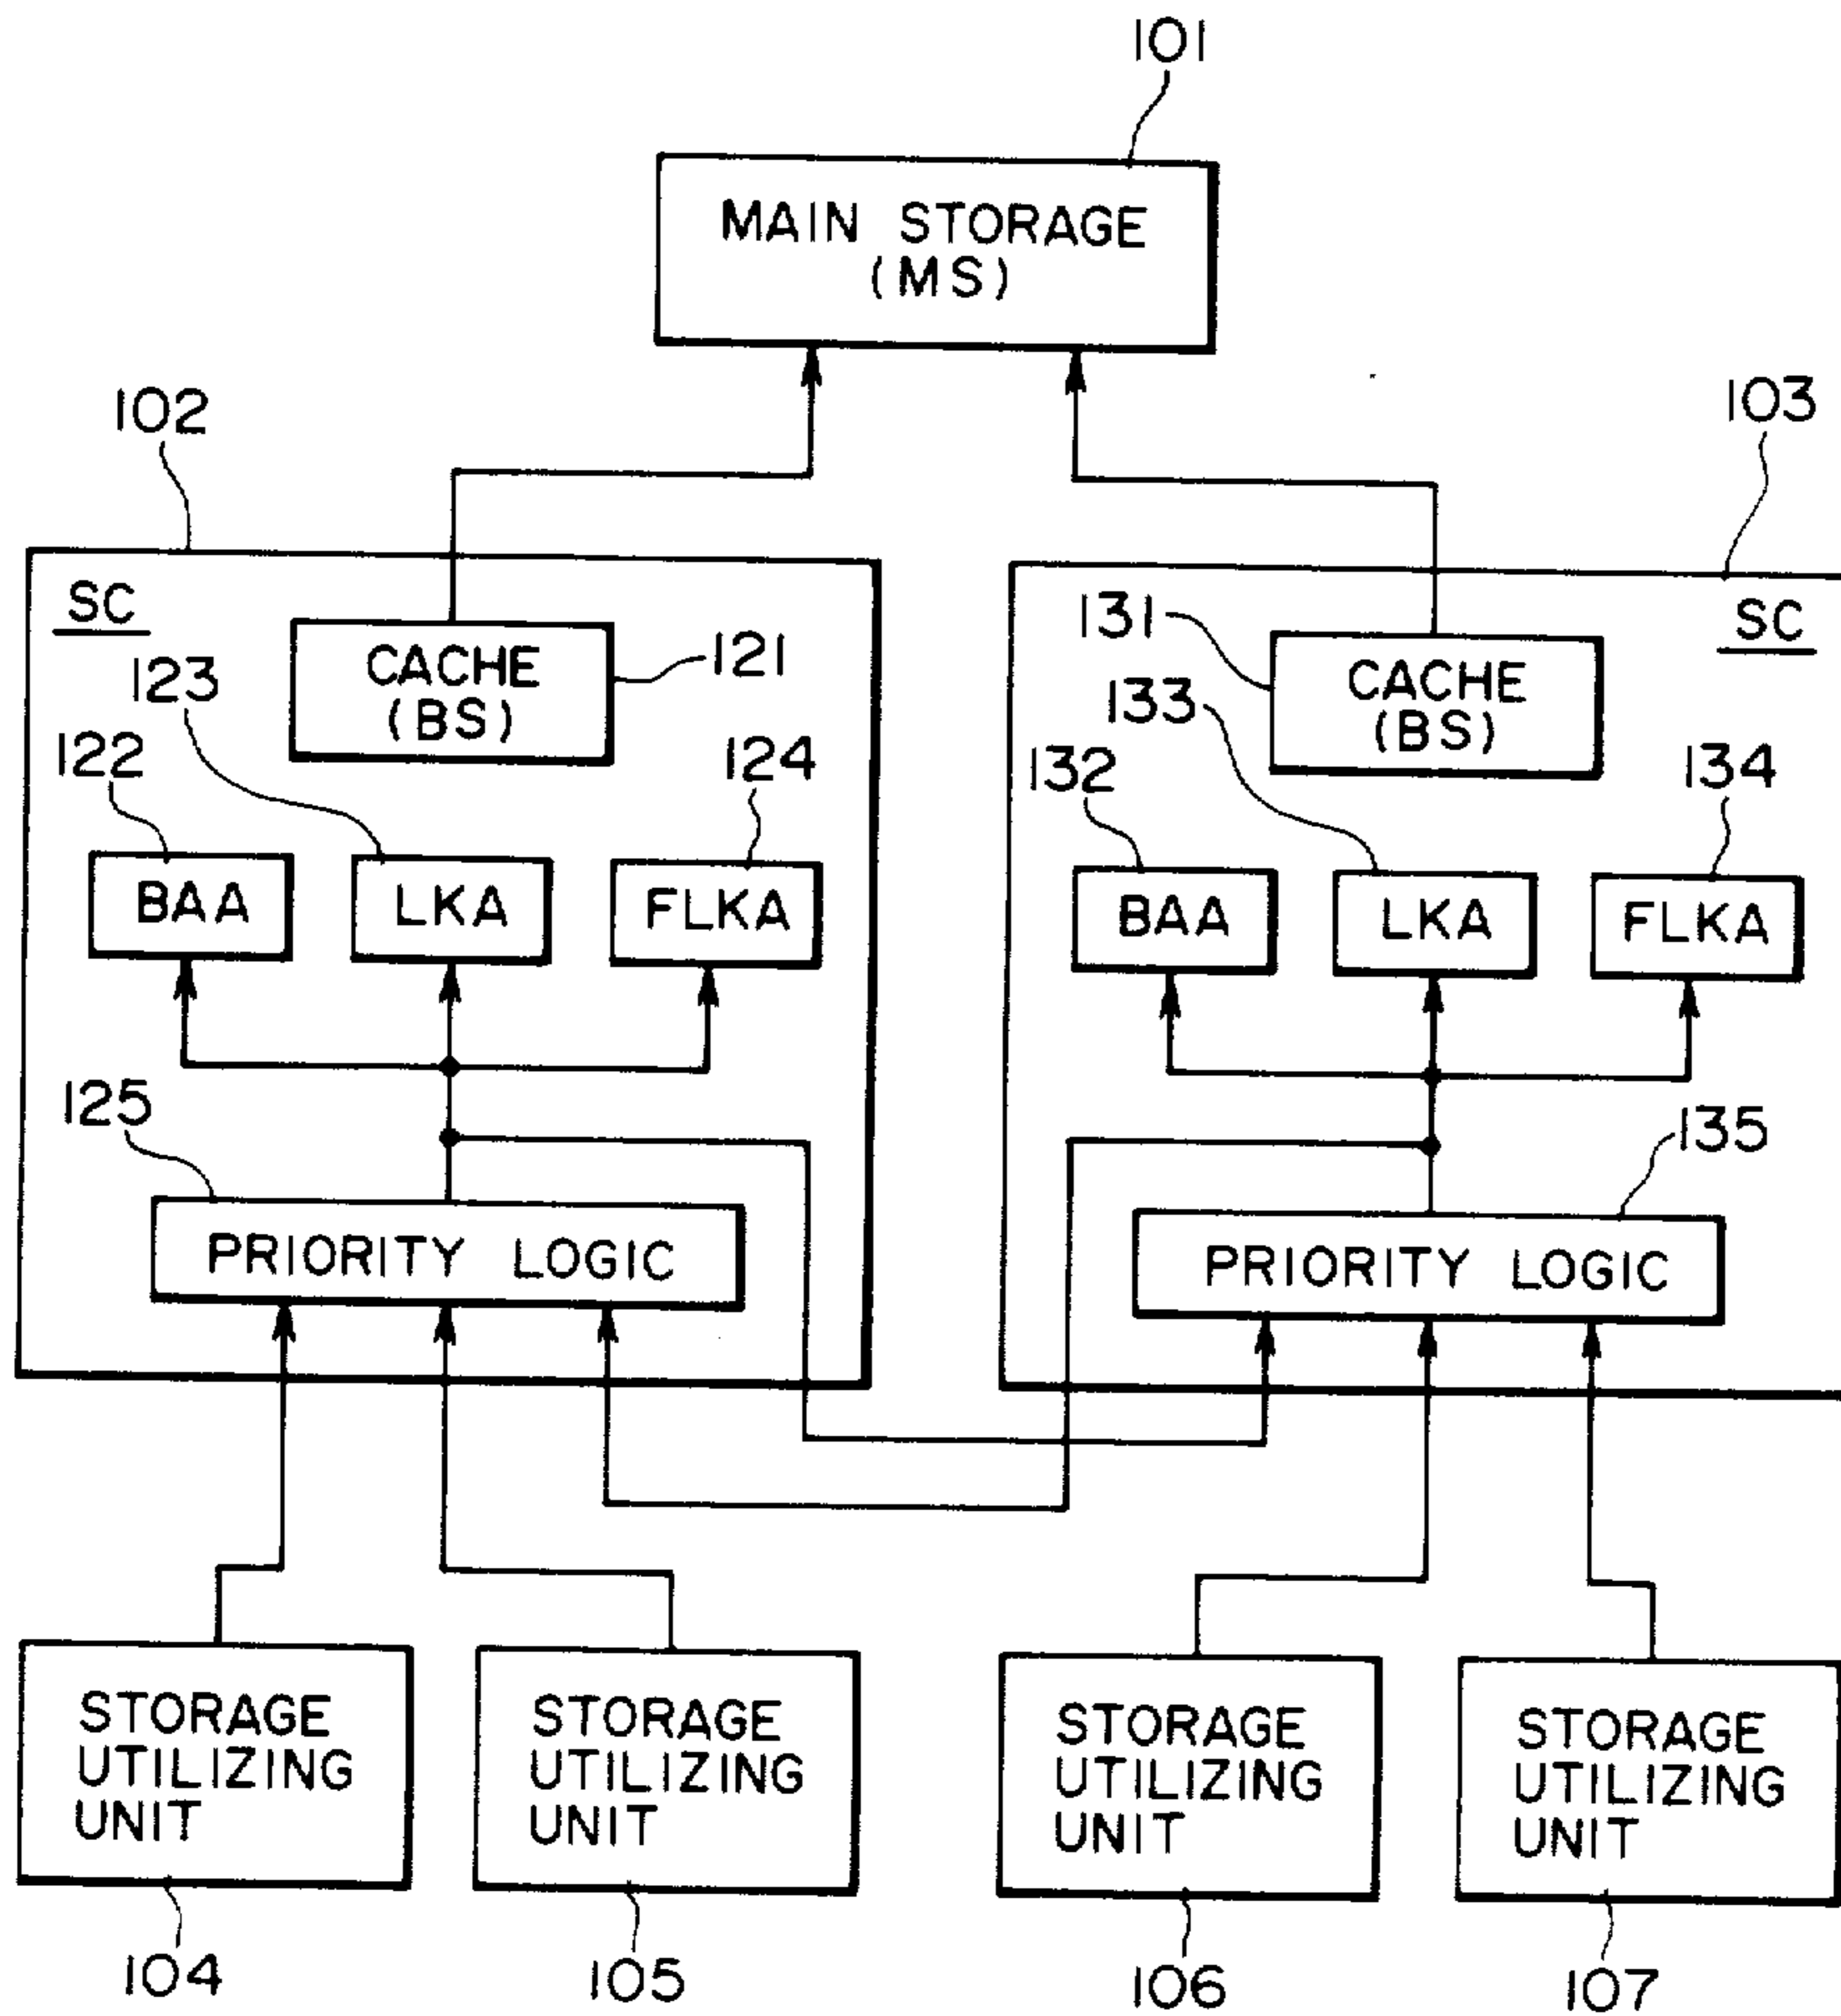 101
MAIN STORAGE
(MS)
102
103
SC
CACHE
(BS)
121
123
122
124
BAA
LKA
FLKA
125
PRIORITY LOGIC
SC
131
CACHE
(BS)
133
132
134
BAA
LKA
FLKA
135
PRIORITY LOGIC
STORAGE
UTILIZING
UNIT
104
STORAGE
UTILIZING
UNIT
105
STORAGE
UTILIZING
UNIT
106
STORAGE
UTILIZING
UNIT
107